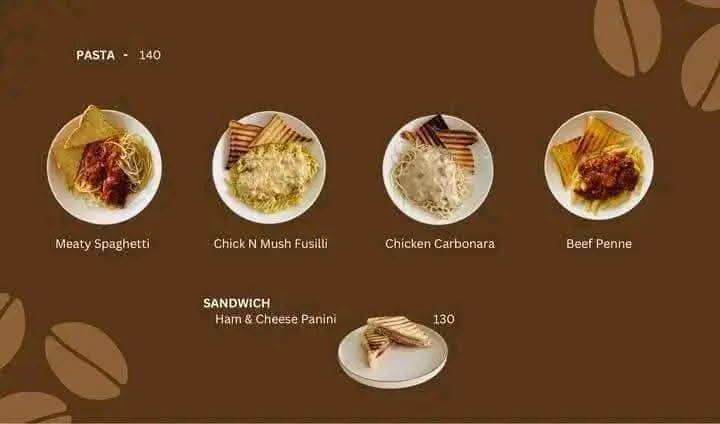 PASTA - 140
Meaty Spaghetti
Chick N Mush Fusilli
Chicken Carbonara
Beef Penne
SANDWICH
Ham & Cheese Panini 130